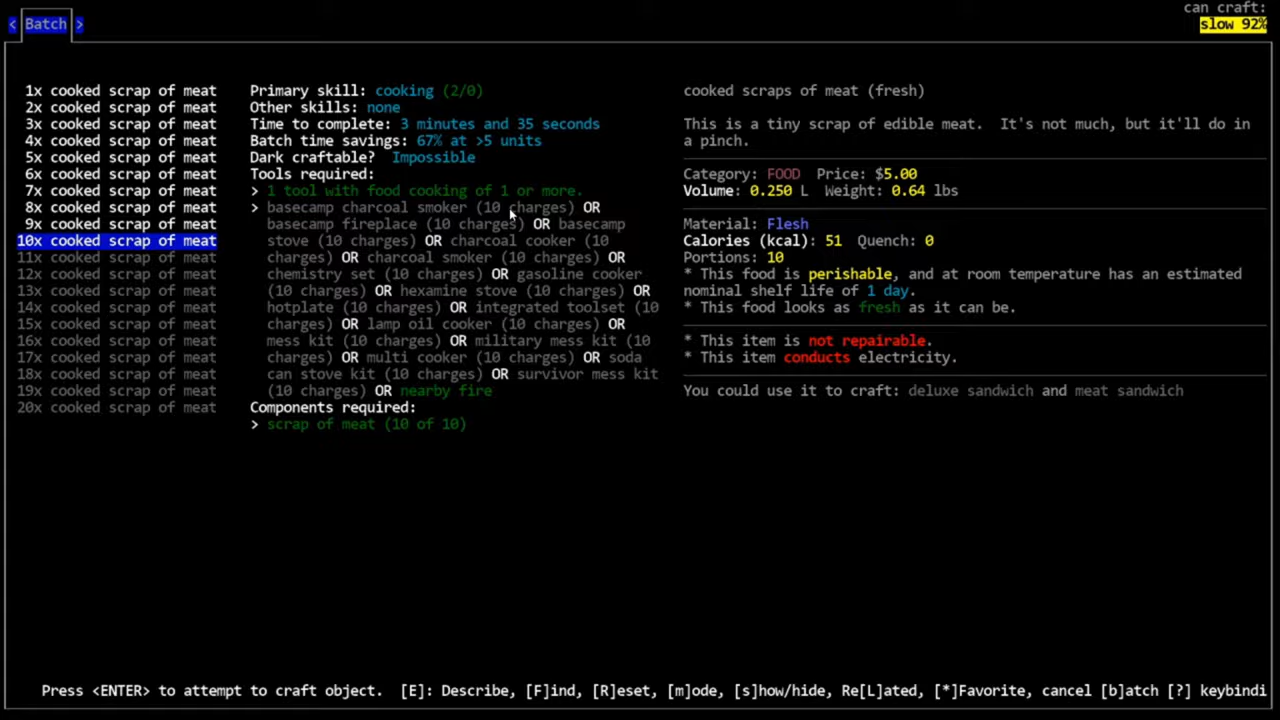 can craft:
< Batch >
slow 92%
1x cooked scrap of meat
2x cooked scrap of meat
3x cooked scrap of meat
4x cooked scrap of meat
5x cooked scrap of meat
6x cooked scrap of meat
7x cooked scrap of meat
8x cooked scrap of meat
9x cooked scrap of meat
10x cooked scrap of meat
11x cooked scrap of meat
12x cooked scrap of meat
13x cooked scrap of meat
14x cooked scrap of meat
15x cooked scrap of meat
16x cooked scrap of meat
17x cooked scrap of meat
18x cooked scrap of meat
19x cooked scrap of meat
20x cooked scrap of meat
Primary skill: cooking (2/0)
Other skills: none
Time to complete: 3 minutes and 35 seconds
Batch time savings: 67% at >5 units
Dark craftable? Impossible
Tools required:
> 1 tool with food cooking of 1 or more.
> basecamp charcoal smoker (10 charges) OR
basecamp fireplace (10 charges) OR basecamp
stove (10 charges) OR charcoal cooker (10
charges) OR charcoal smoker (10 charges) OR
chemistry set (10 charges) OR gasoline cooker
(10 charges) OR hexamine stove (10 charges) OR
hotplate (10 charges) OR integrated toolset (10
charges) OR lamp oil cooker (10 charges) OR
mess kit (10 charges) OR military mess kit (10
charges) OR multi cooker (10 charges) OR soda
can stove kit (10 charges) OR survivor mess kit
(10 charges) OR nearby fire
Components required:
> scrap of meat (10 of 10)
cooked scraps of meat (fresh)
This is a tiny scrap of edible meat. It's not much, but it'll do in
a pinch.
Category: FOOD Price: $5.00
Volume: 0.250 L Weight: 0.64 lbs
Material: Flesh
Calories (kcal): 51 Quench: 0
Portions: 10
* This food is perishable, and at room temperature has an estimated
nominal shelf life of 1 day.
* This food looks as fresh as it can be.
* This item is not repairable.
* This item conducts electricity.
You could use it to craft: deluxe sandwich and meat sandwich
Press <ENTER> to attempt to craft object. [E]: Describe, [F]ind, [R]eset, [m]ode, [s]how/hide, Re[L]ated, [*]Favorite, cancel [b]atch [?] keybindi